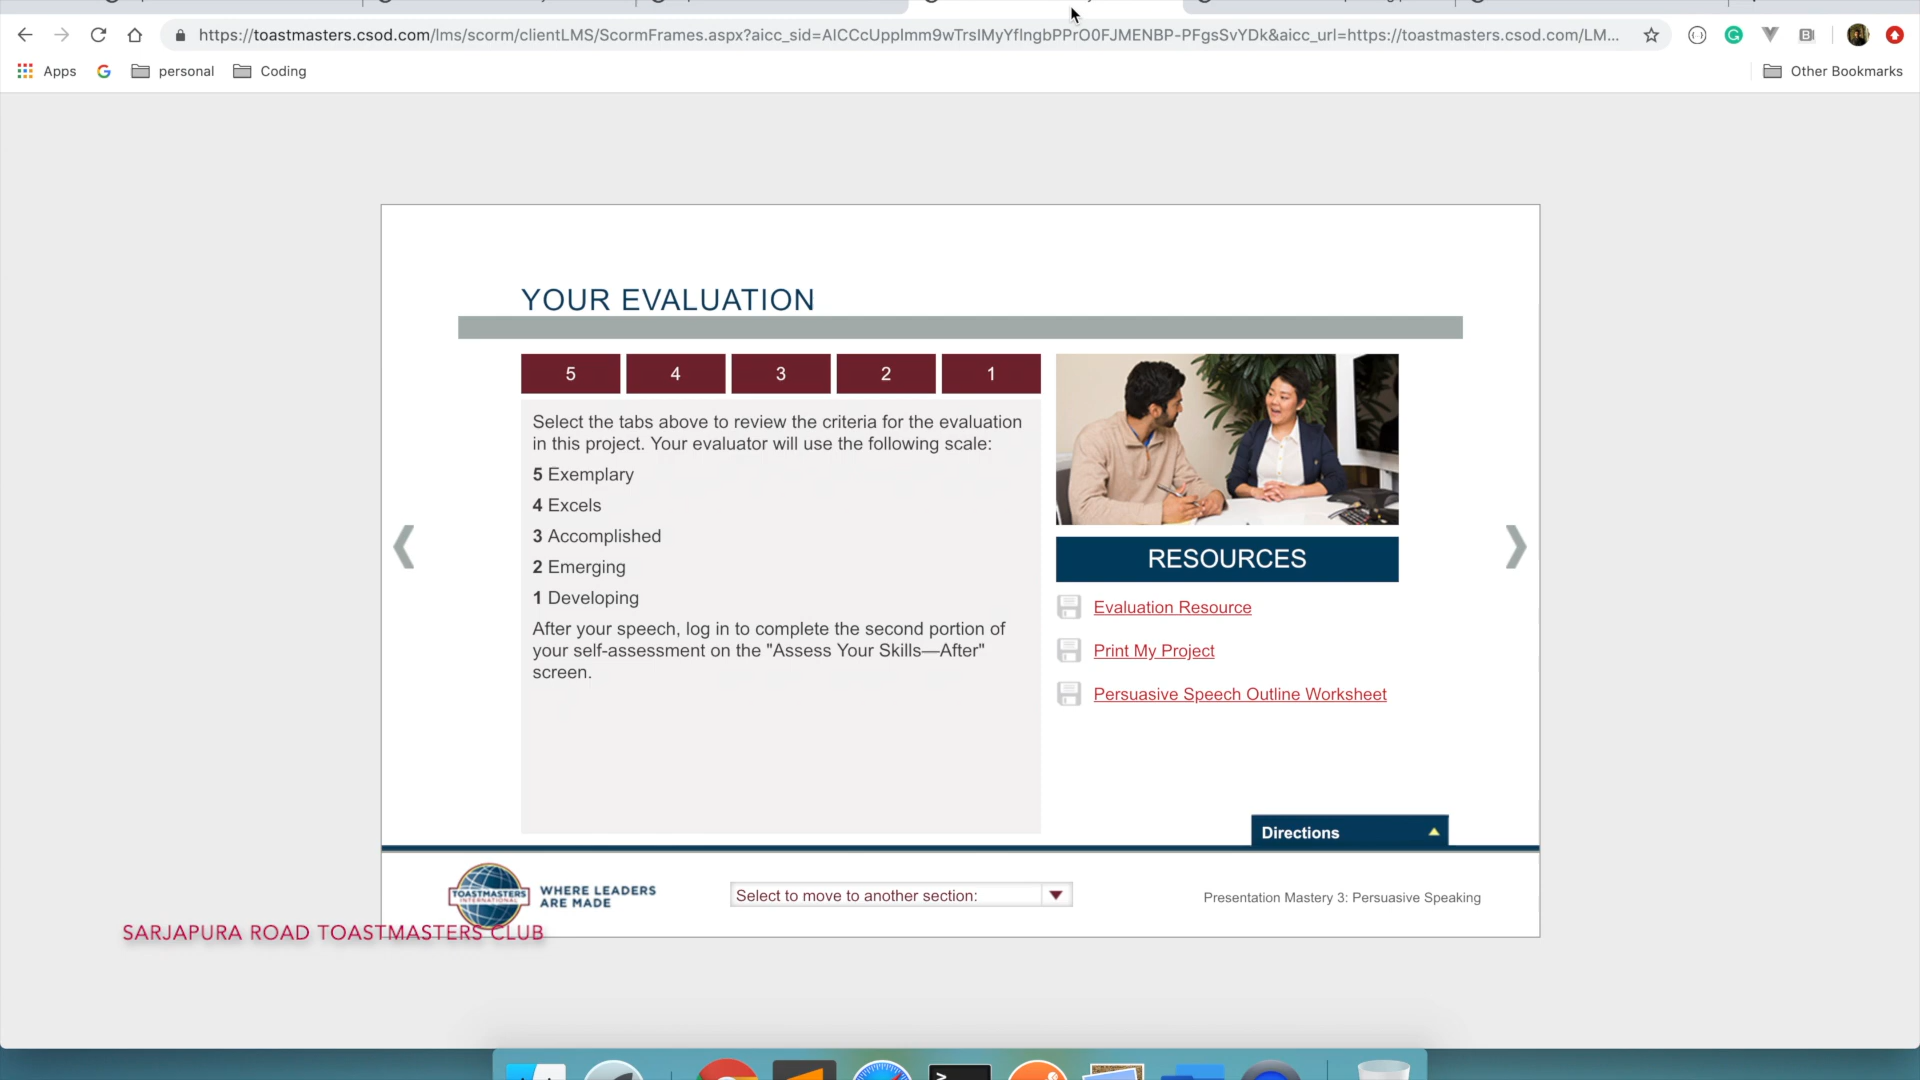 https://toastmasters.csod.com/lms/scorm/clientLMS/ScormFrames.aspx?aicc_sid=AICCcUpplmm9wTrsIMyYfIngbPPrO0FJMENBP-PFgsSvYDk&aicc_url=https://toastmasters.csod.com/LM...
Apps
personal
Coding
Other Bookmarks
YOUR EVALUATION
5 4 3 2 1
Select the tabs above to review the criteria for the evaluation
in this project. Your evaluator will use the following scale:
5 Exemplary
4 Excels
3 Accomplished
2 Emerging
1 Developing
After your speech, log in to complete the second portion of
your self-assessment on the "Assess Your Skills—After"
screen.
RESOURCES
Evaluation Resource
Print My Project
Persuasive Speech Outline Worksheet
Directions
TOASTMASTERS
INTERNATIONAL
WHERE LEADERS
ARE MADE
Select to move to another section:
Presentation Mastery 3: Persuasive Speaking
SARJAPURA ROAD TOASTMASTERS CLUB